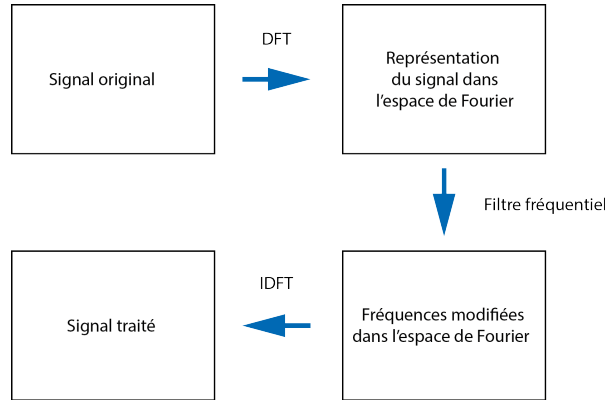 Signal original
DFT
Représentation
du signal dans
l'espace de Fourier
Filtre fréquentiel
Fréquences modifiées
dans l'espace de Fourier
IDFT
Signal traité